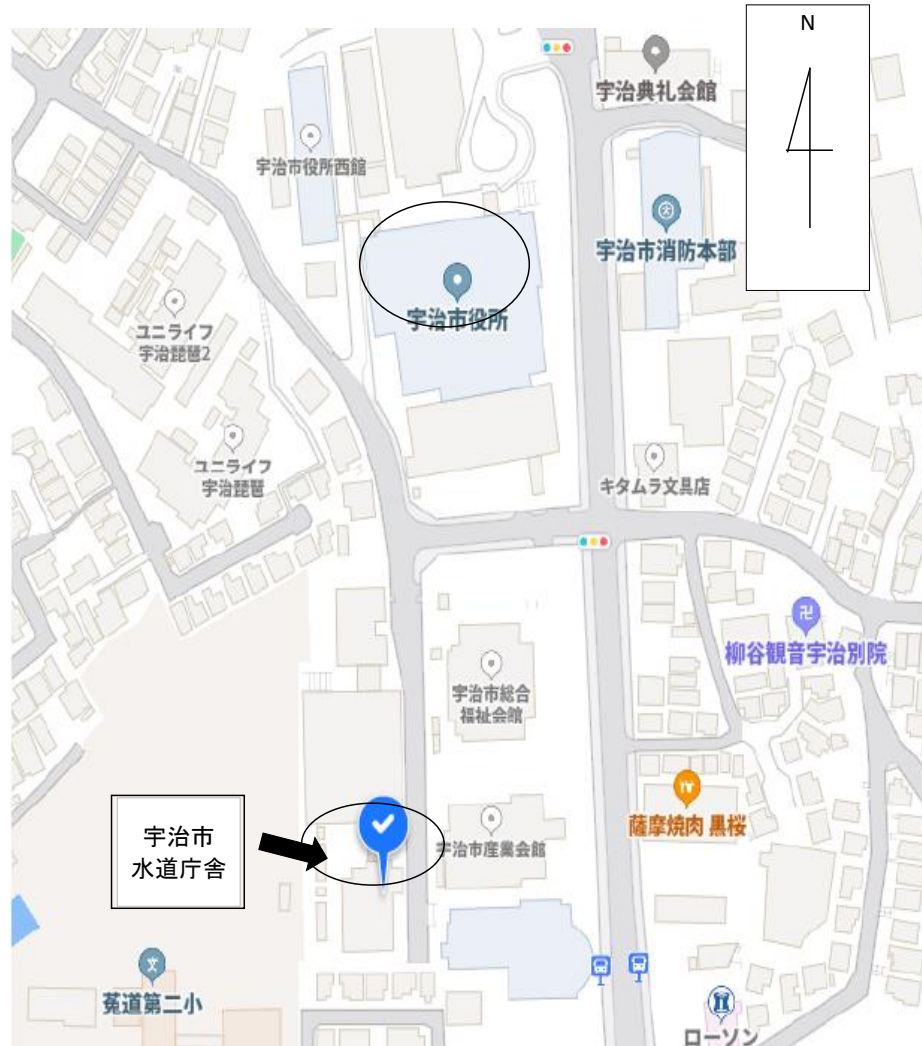 N
宇治典礼会館
宇治市役所西館
宇治市消防本部
宇治市役所
ユニライフ
宇治琵琶2
ユニライフ
宇治琵琶
キタムラ文具店
柳谷観音宇治別院
宇治市総合
福祉会館
薩摩焼肉 黒桜
宇治市産業会館
宇治市
水道庁舎
文
菟道第二小
ローソン